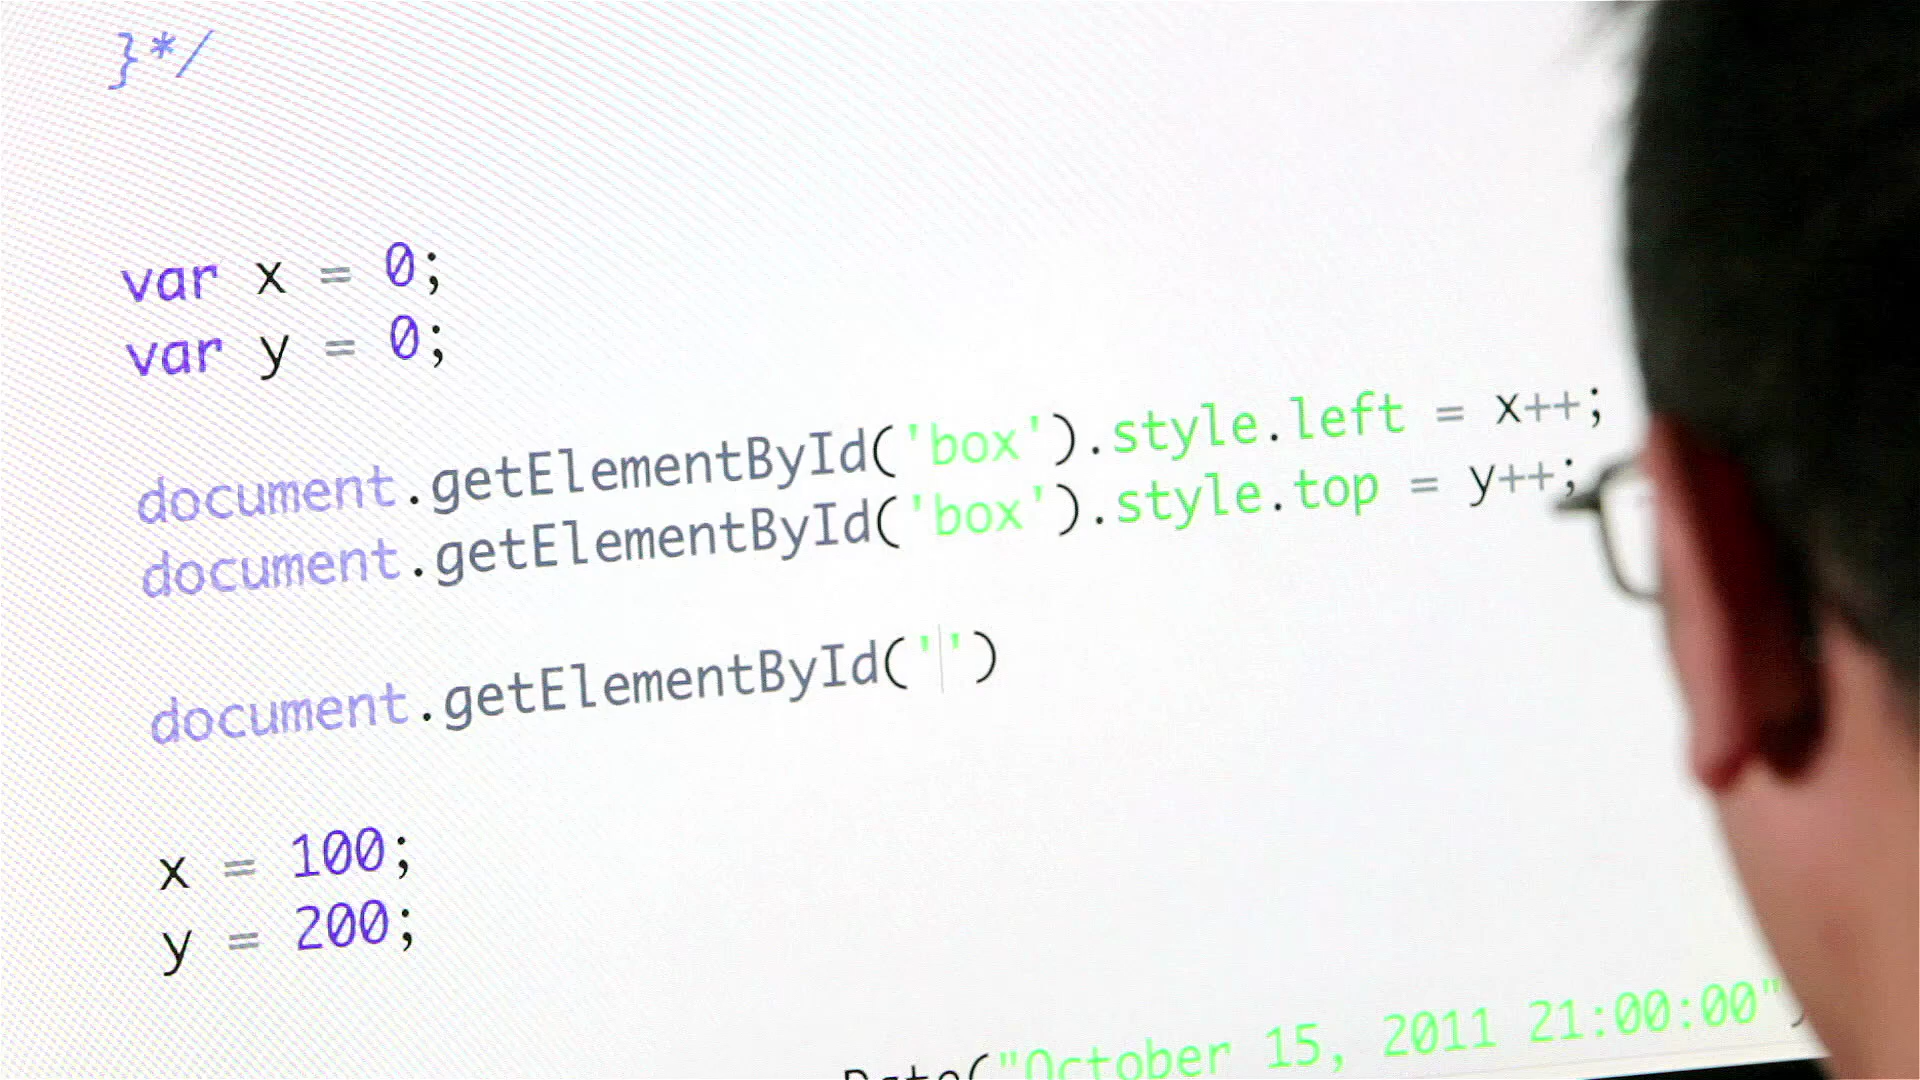 }*/
var x = 0;
var y = 0;
document.getElementById('box').style.left = x++;
document.getElementById('box').style.top = y++;
document.getElementById('')
x = 100;
y = 200;
Date("October 15, 2011 21:00:00")